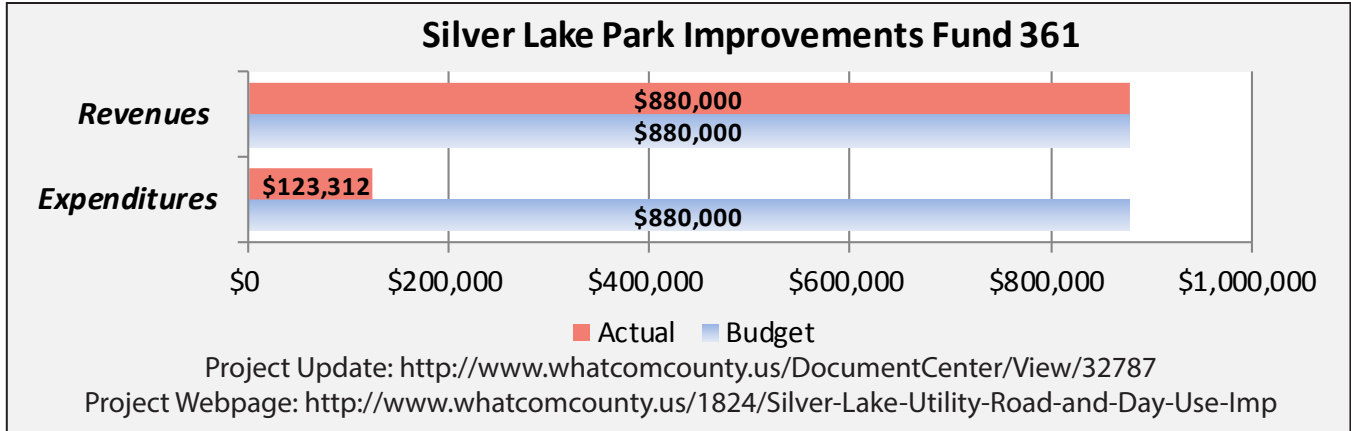 Silver Lake Park Improvements Fund 361
Revenues
$880,000
$880,000
Expenditures
$123,312
$880,000
$0 $200,000 $400,000 $600,000 $800,000 $1,000,000
Actual Budget
Project Update: http://www.whatcomcounty.us/DocumentCenter/View/32787
Project Webpage: http://www.whatcomcounty.us/1824/Silver-Lake-Utility-Road-and-Day-Use-Imp